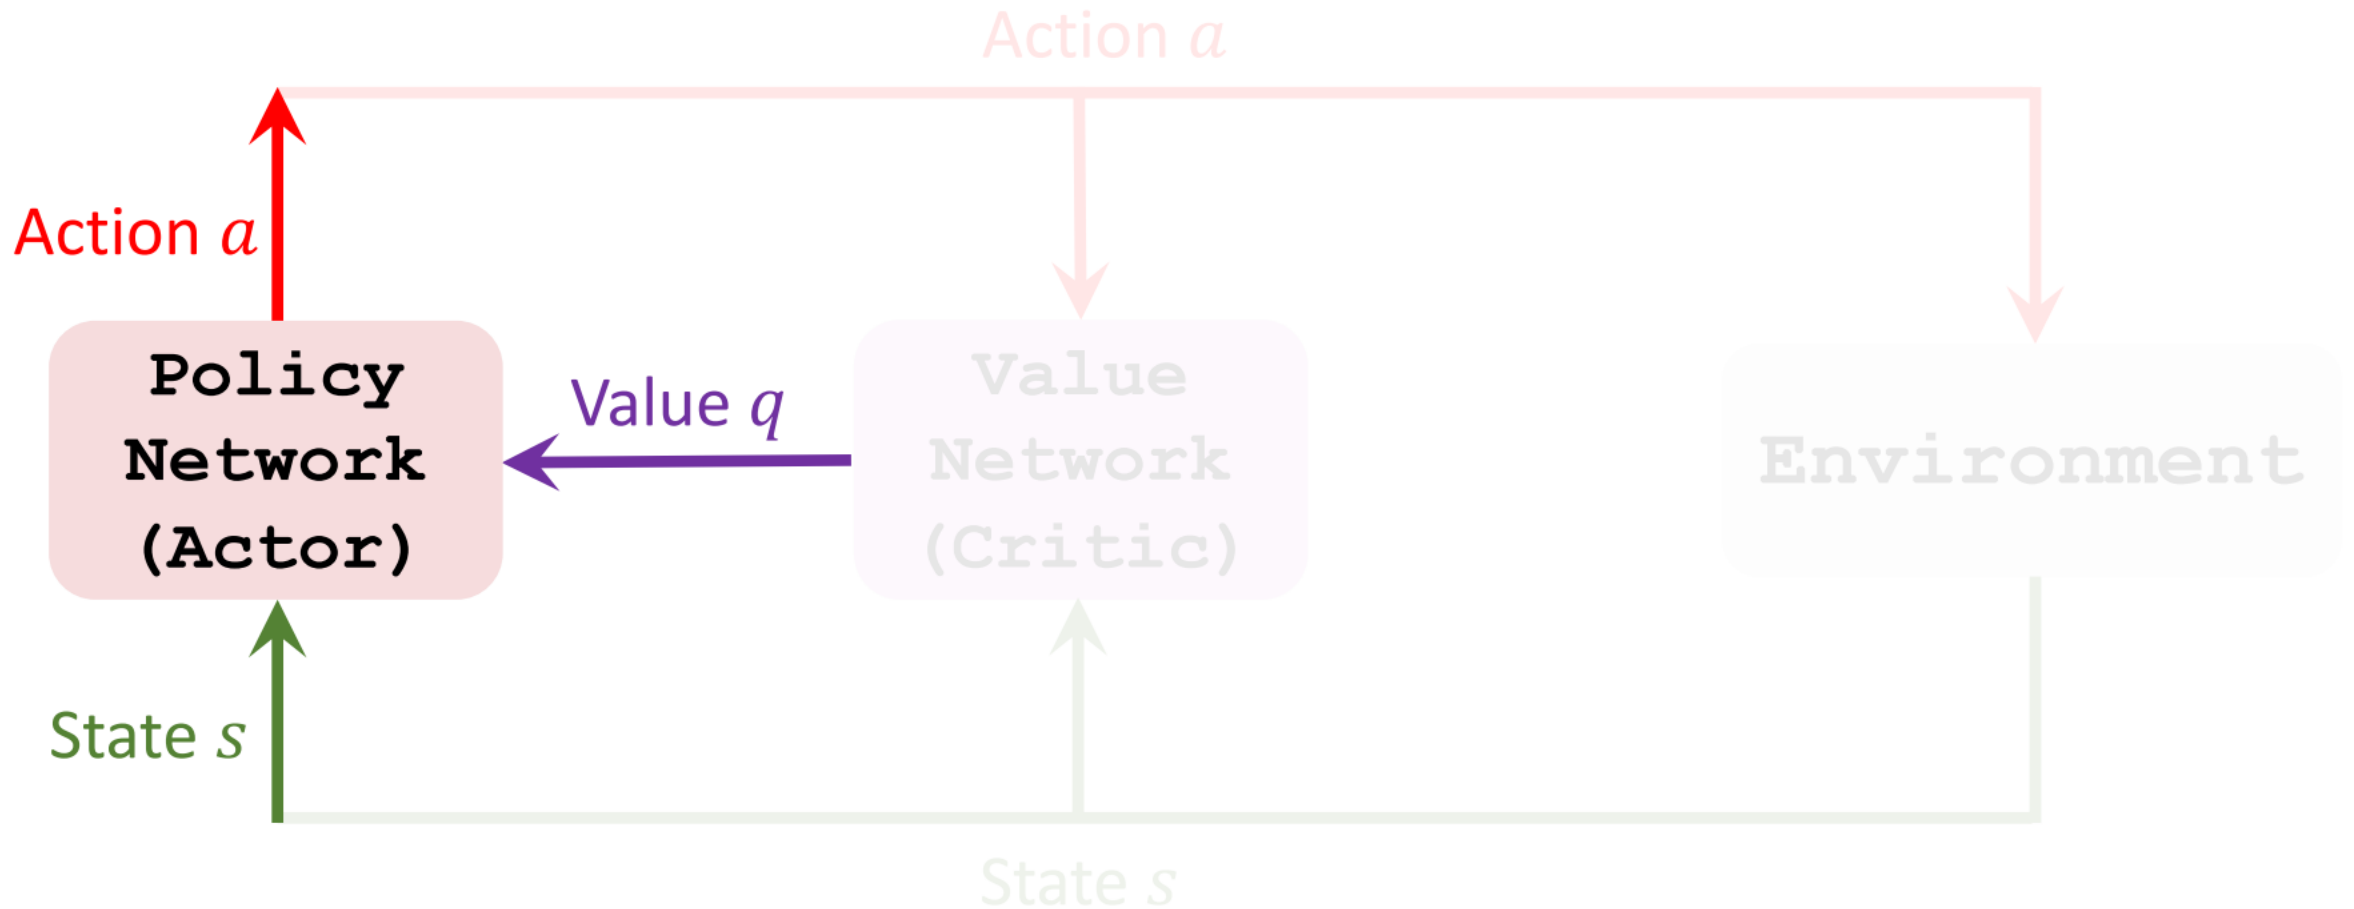 Action a
Action a
Policy
Network
(Actor)
Value q
Value
Network
(Critic)
Environment
State s
State s